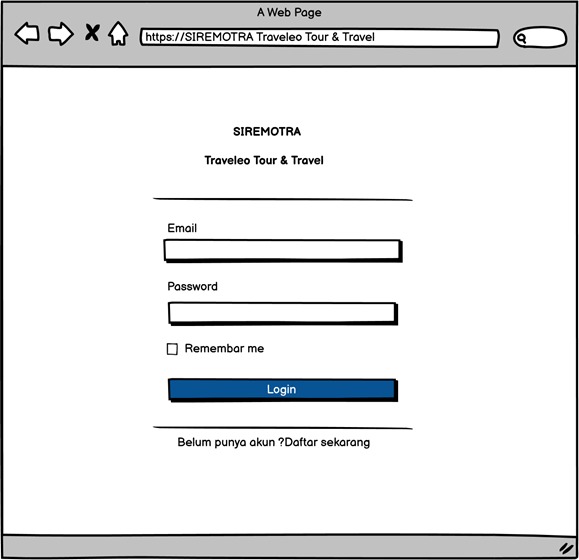 A Web Page
https://SIREMOTRA Traveleo Tour & Travel
SIREMOTRA
Traveleo Tour & Travel
Email
Password
Remembar me
Login
Belum punya akun ?Daftar sekarang